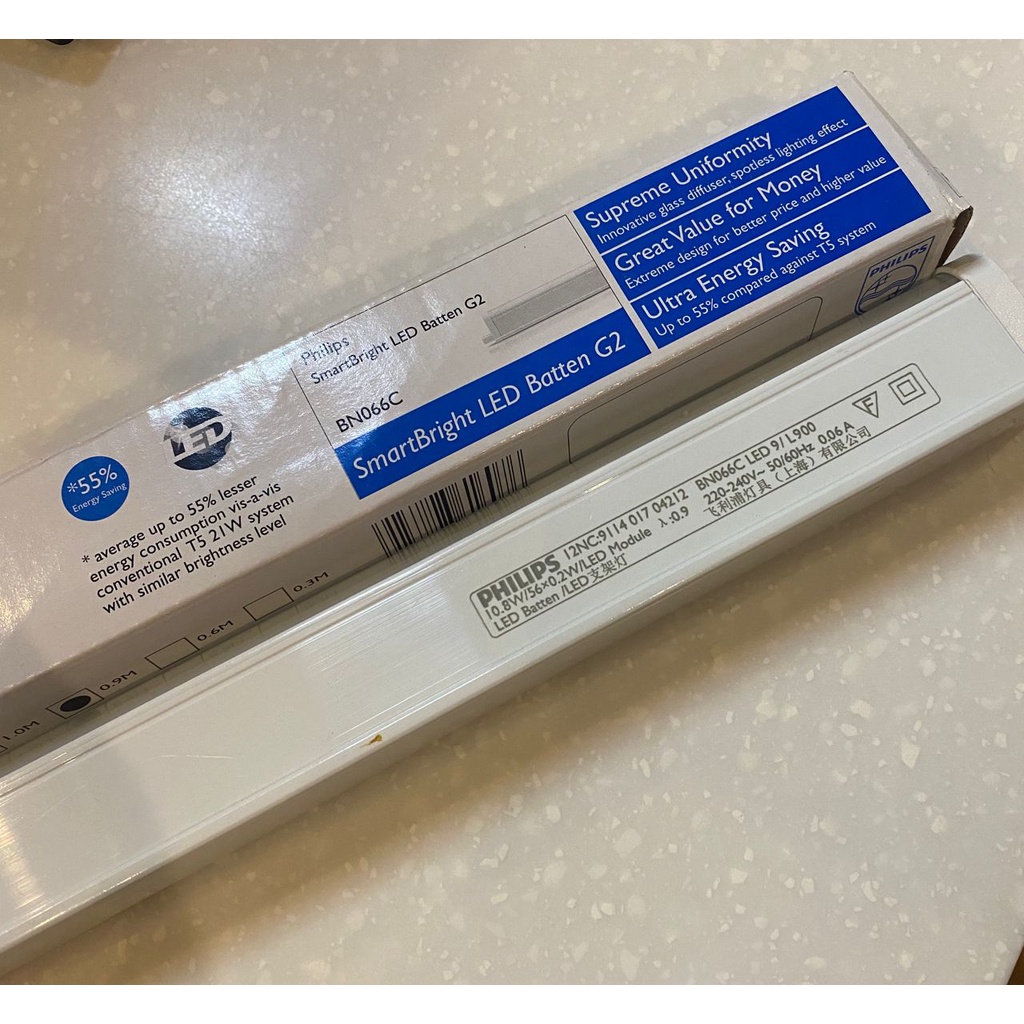 Supreme Uniformity
Innovative glass diffuser, spotless lighting effect
Great Value for Money
Extreme design for better price and higher value
Ultra Energy Saving
Up to 55% compared against T5 system
PHILIPS
Philips
SmartBright LED Batten G2
BN066C
SmartBright LED Batten G2
LED
*55%
Energy Saving
* average up to 55% lesser
energy consumption vis-a-vis
conventional T5 21W system
with similar brightness level
0.3M
0.6M
0.9M
1.0M
PHILIPS 12NC:9114 017 04212 BN066C LED 9/L900
10.8W/56×0.2W/LED Module λ:0.9 220-240V~ 50/60Hz 0.06A
LED Batten /LED支架灯 飞利浦灯具（上海）有限公司
F